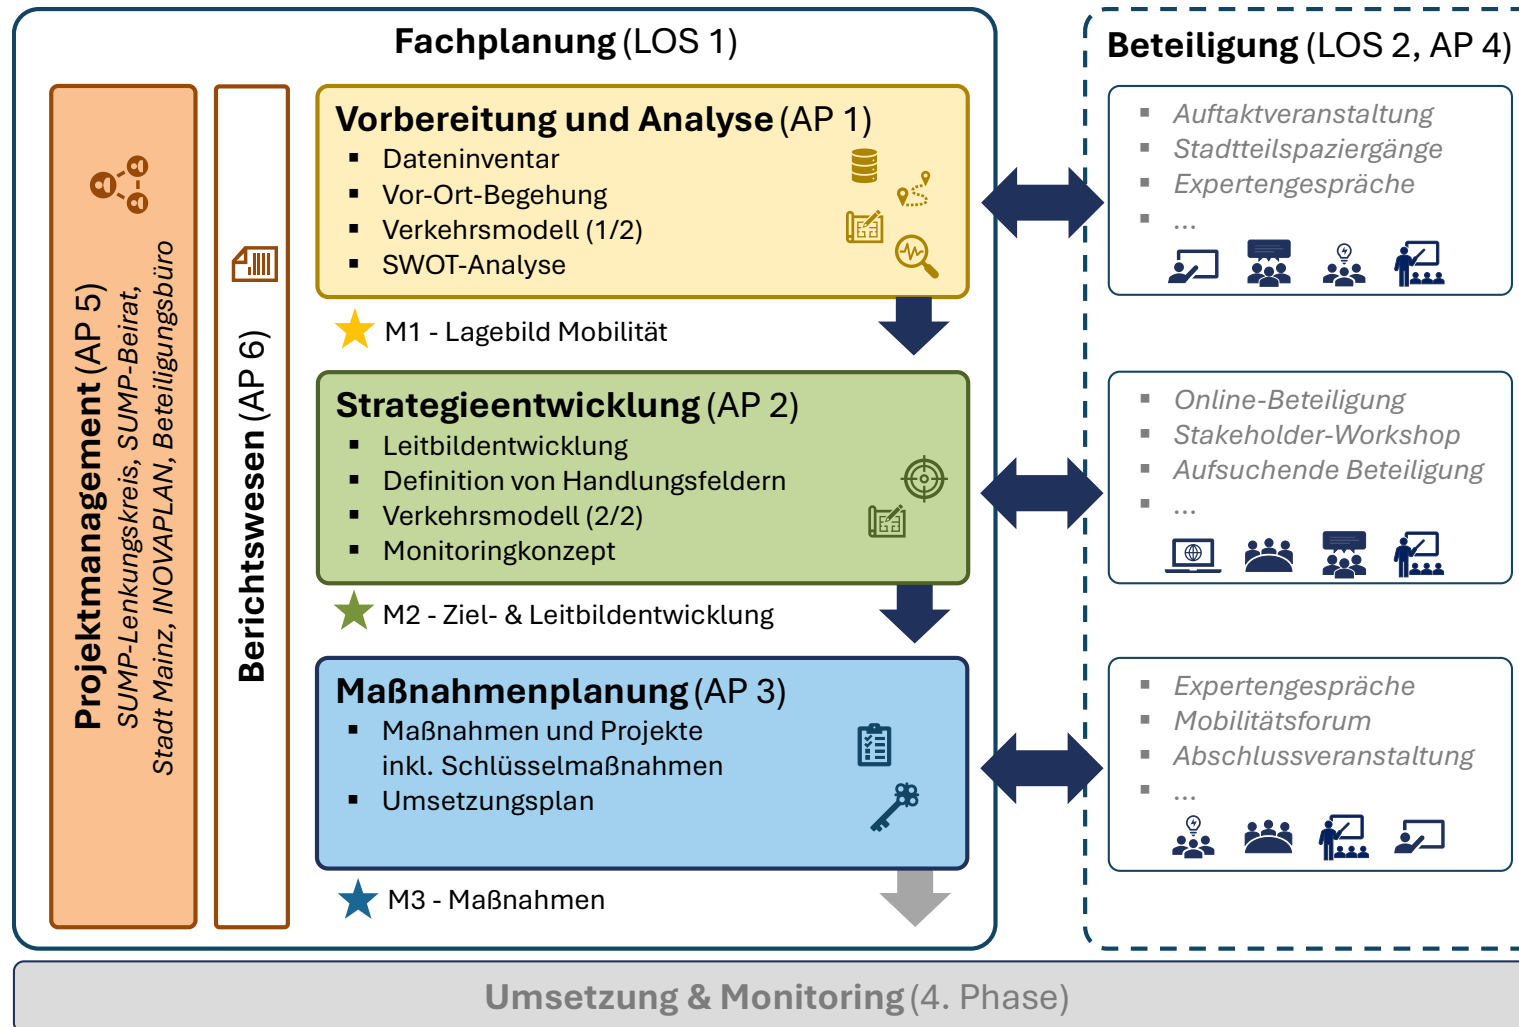 Fachplanung (LOS 1)
Projektmanagement (AP 5)
SUMP-Lenkungskreis, SUMP-Beirat,
Stadt Mainz, INOVAPLAN, Beteiligungsbüro
Berichtswesen (AP 6)
Vorbereitung und Analyse (AP 1)
▪ Dateninventar
▪ Vor-Ort-Begehung
▪ Verkehrsmodell (1/2)
▪ SWOT-Analyse
M1 - Lagebild Mobilität
Strategieentwicklung (AP 2)
▪ Leitbildentwicklung
▪ Definition von Handlungsfeldern
▪ Verkehrsmodell (2/2)
▪ Monitoringkonzept
M2 - Ziel- & Leitbildentwicklung
Maßnahmenplanung (AP 3)
▪ Maßnahmen und Projekte
inkl. Schlüsselmaßnahmen
▪ Umsetzungsplan
M3 - Maßnahmen
Beteiligung (LOS 2, AP 4)
▪ Auftaktveranstaltung
▪ Stadtteilspaziergänge
▪ Expertengespräche
▪ ...
▪ Online-Beteiligung
▪ Stakeholder-Workshop
▪ Aufsuchende Beteiligung
▪ ...
▪ Expertengespräche
▪ Mobilitätsforum
▪ Abschlussveranstaltung
▪ ...
Umsetzung & Monitoring (4. Phase)